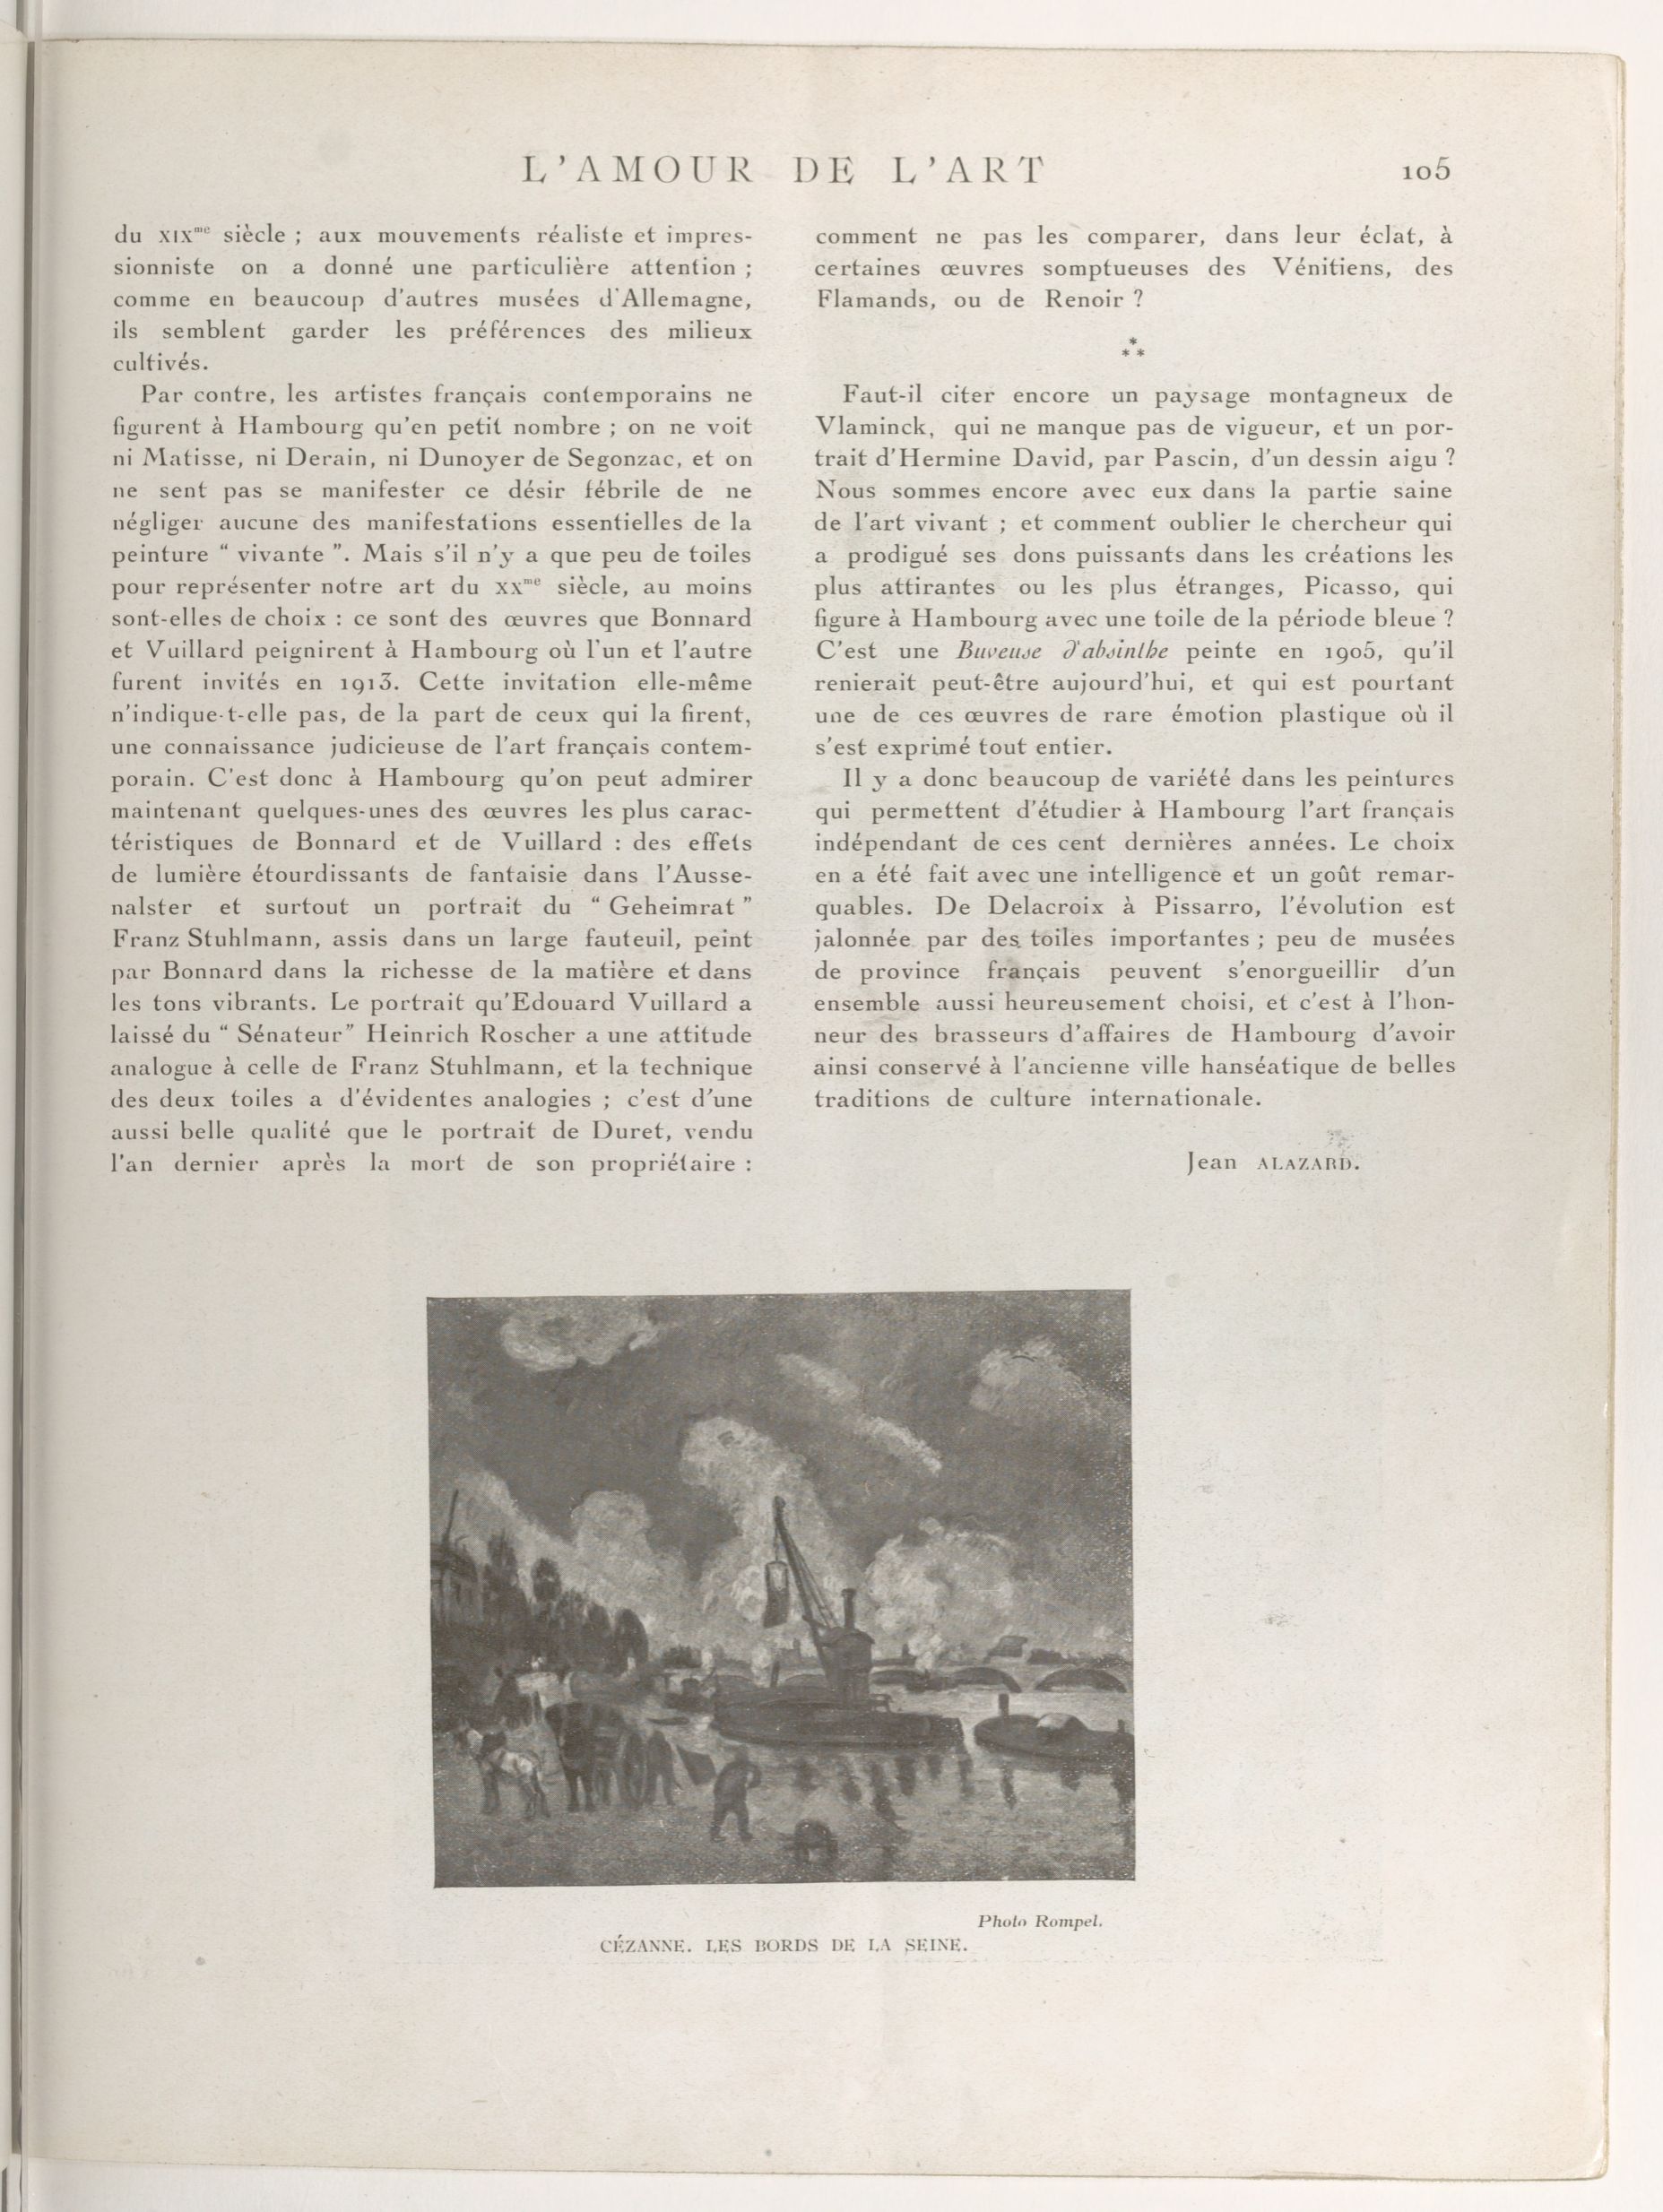 L'AMOUR DE L'ART
105
du XIXme siècle ; aux mouvements réaliste et impres-
sionniste on a donné une particulière attention ;
comme en beaucoup d'autres musées d'Allemagne,
ils semblent garder les préférences des milieux
cultivés.
Par contre, les artistes français contemporains ne
figurent à Hambourg qu'en petit nombre ; on ne voit
ni Matisse, ni Derain, ni Dunoyer de Segonzac, et on
ne sent pas se manifester ce désir fébrile de ne
négliger aucune des manifestations essentielles de la
peinture “ vivante ”. Mais s'il n'y a que peu de toiles
pour représenter notre art du XXme siècle, au moins
sont-elles de choix : ce sont des œuvres que Bonnard
et Vuillard peignirent à Hambourg où l'un et l'autre
furent invités en 1913. Cette invitation elle-même
n'indique-t-elle pas, de la part de ceux qui la firent,
une connaissance judicieuse de l'art français contem-
porain. C'est donc à Hambourg qu'on peut admirer
maintenant quelques-unes des œuvres les plus carac-
téristiques de Bonnard et de Vuillard : des effets
de lumière étourdissants de fantaisie dans l'Ausse-
nalster et surtout un portrait du “ Geheimrat ”
Franz Stuhlmann, assis dans un large fauteuil, peint
par Bonnard dans la richesse de la matière et dans
les tons vibrants. Le portrait qu'Edouard Vuillard a
laissé du “ Sénateur” Heinrich Roscher a une attitude
analogue à celle de Franz Stuhlmann, et la technique
des deux toiles a d'évidentes analogies ; c'est d'une
aussi belle qualité que le portrait de Duret, vendu
l'an dernier après la mort de son propriétaire :
comment ne pas les comparer, dans leur éclat, à
certaines œuvres somptueuses des Vénitiens, des
Flamands, ou de Renoir ?
⁂
Faut-il citer encore un paysage montagneux de
Vlaminck, qui ne manque pas de vigueur, et un por-
trait d'Hermine David, par Pascin, d'un dessin aigu ?
Nous sommes encore avec eux dans la partie saine
de l'art vivant ; et comment oublier le chercheur qui
a prodigué ses dons puissants dans les créations les
plus attirantes ou les plus étranges, Picasso, qui
figure à Hambourg avec une toile de la période bleue ?
C'est une Buveuse d'absinthe peinte en 1905, qu'il
renierait peut-être aujourd'hui, et qui est pourtant
une de ces œuvres de rare émotion plastique où il
s'est exprimé tout entier.
Il y a donc beaucoup de variété dans les peintures
qui permettent d'étudier à Hambourg l'art français
indépendant de ces cent dernières années. Le choix
en a été fait avec une intelligence et un goût remar-
quables. De Delacroix à Pissarro, l'évolution est
jalonnée par des toiles importantes ; peu de musées
de province français peuvent s'enorgueillir d'un
ensemble aussi heureusement choisi, et c'est à l'hon-
neur des brasseurs d'affaires de Hambourg d'avoir
ainsi conservé à l'ancienne ville hanséatique de belles
traditions de culture internationale.
Jean ALAZARD.
Photo Rompel.
CÉZANNE. LES BORDS DE LA SEINE.